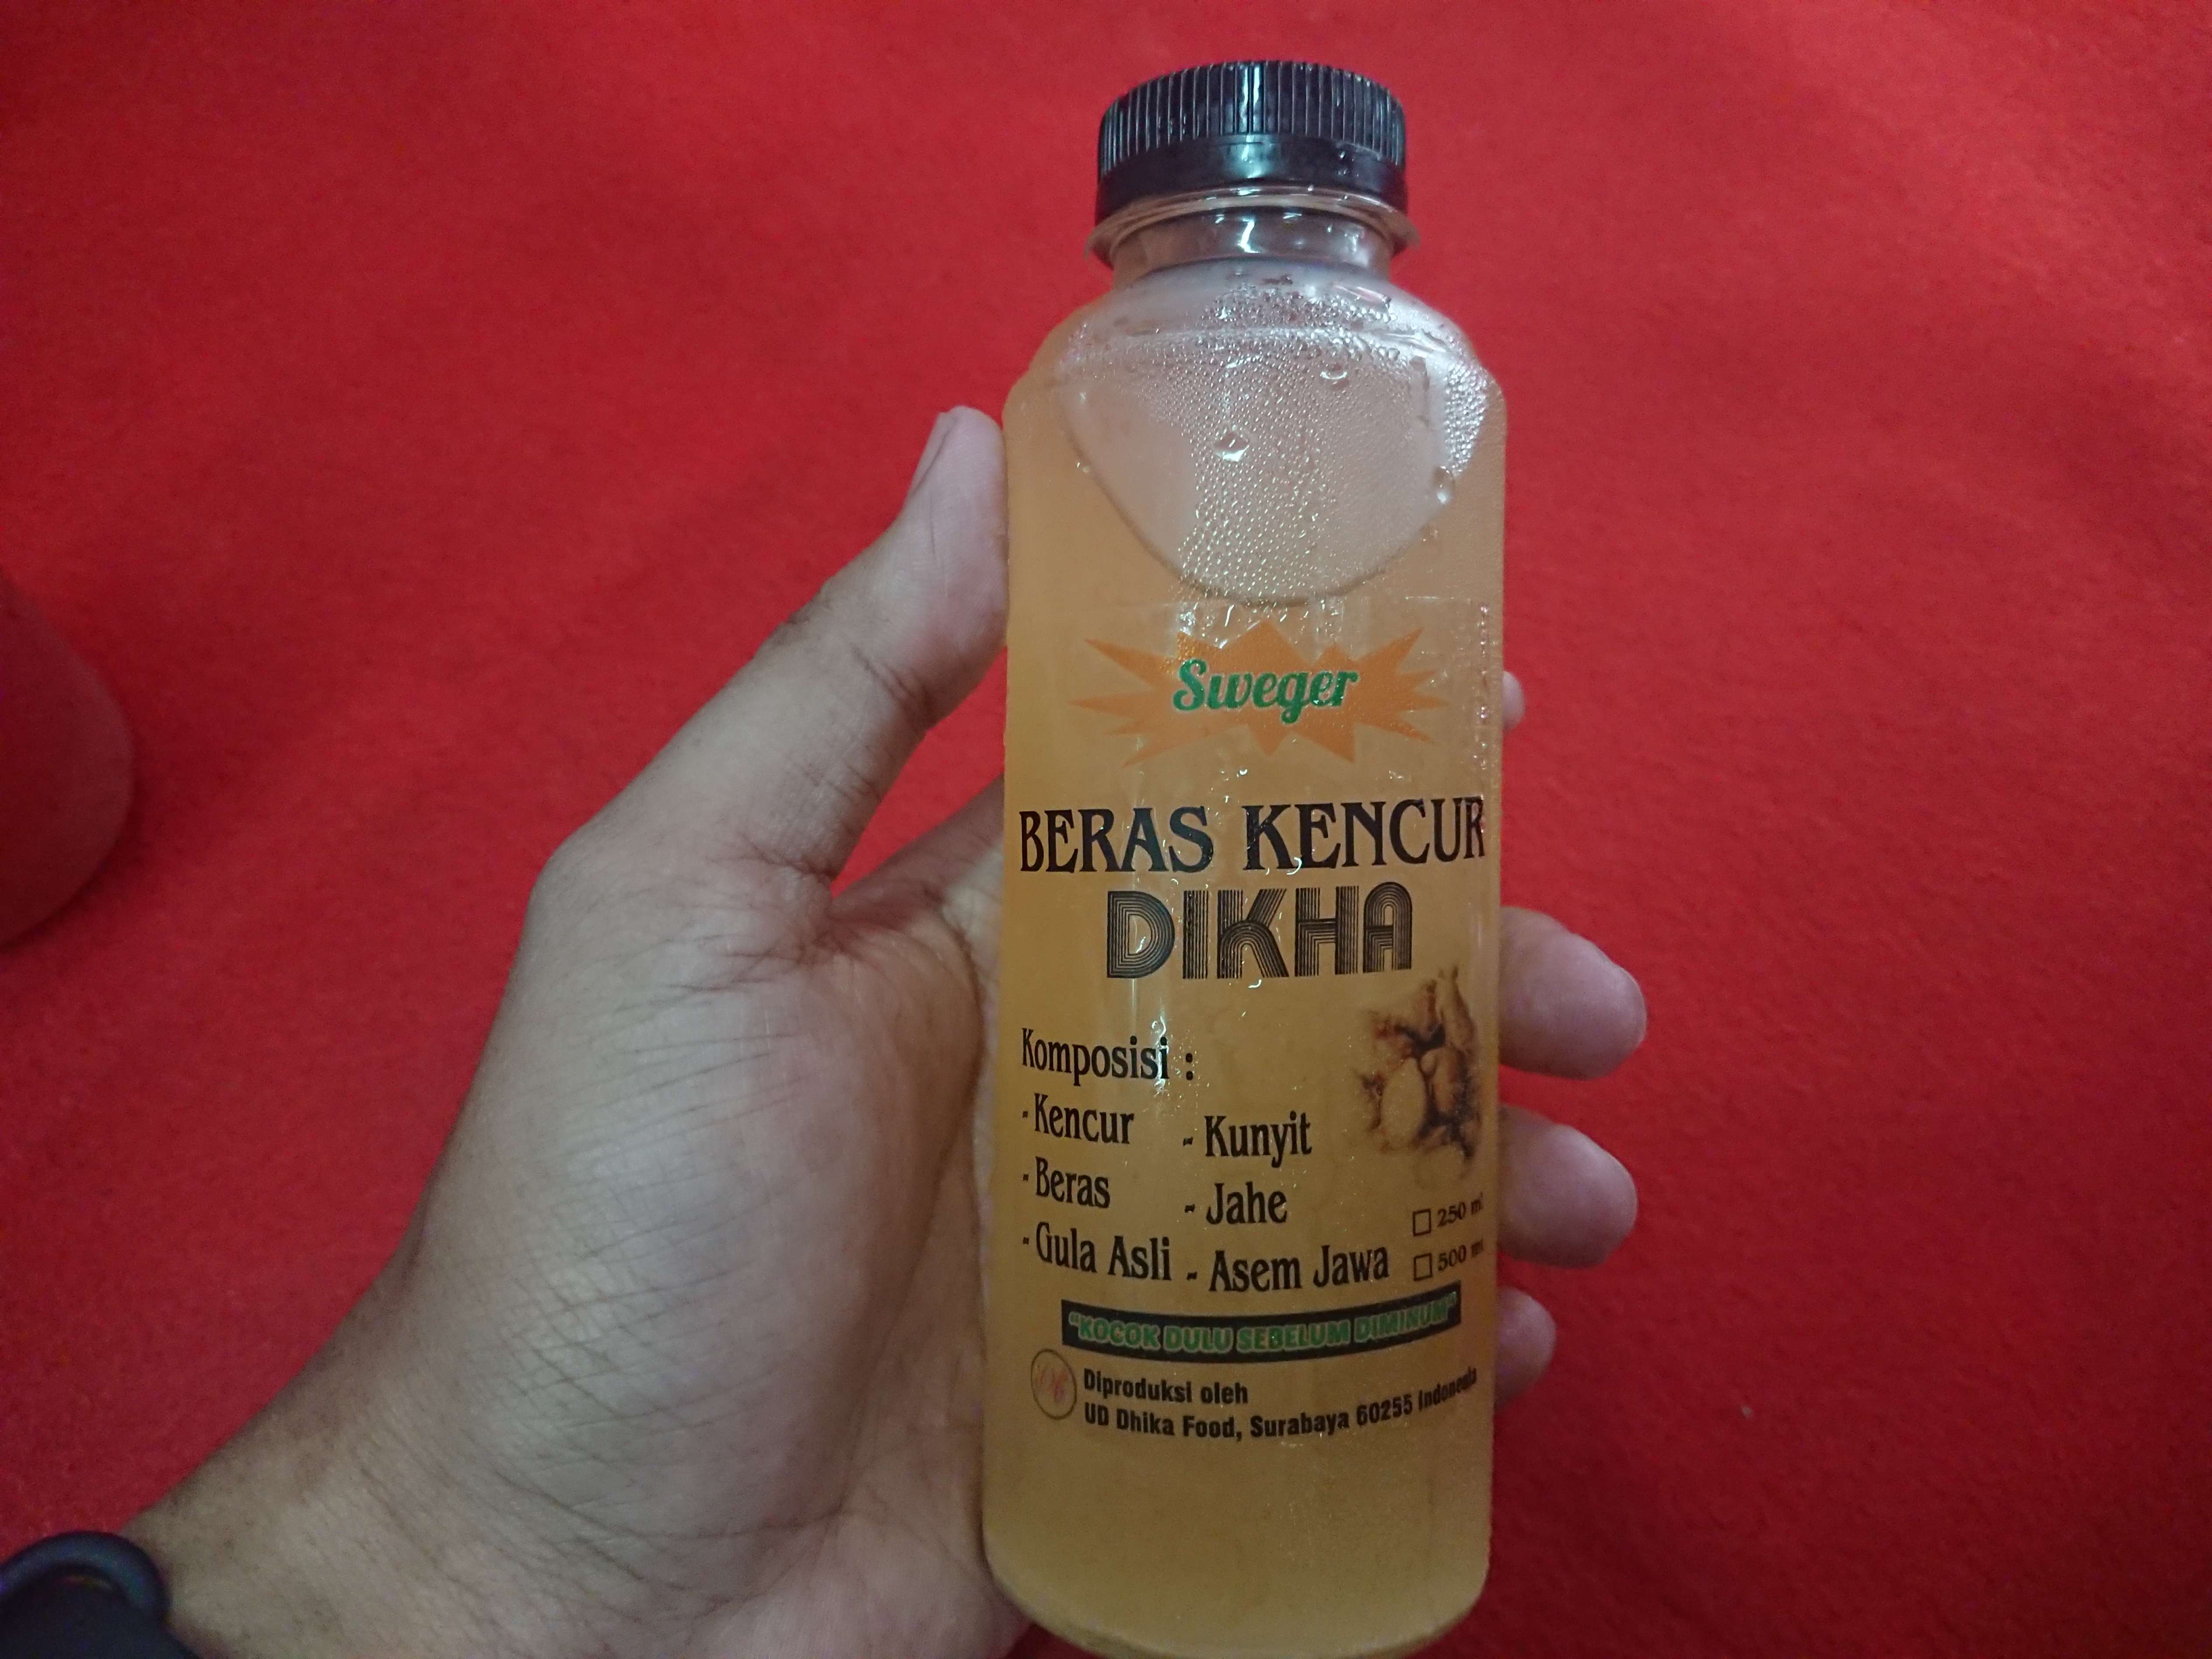 Sweger
BERAS KENCUR
DIKHA
Komposisi :
- Kencur - Kunyit
- Beras - Jahe
- Gula Asli - Asem Jawa
250 ml
500 ml
"KOCOK DULU SEBELUM DIMINUM"
Diproduksi oleh
UD Dhika Food, Surabaya 60255 Indonesia